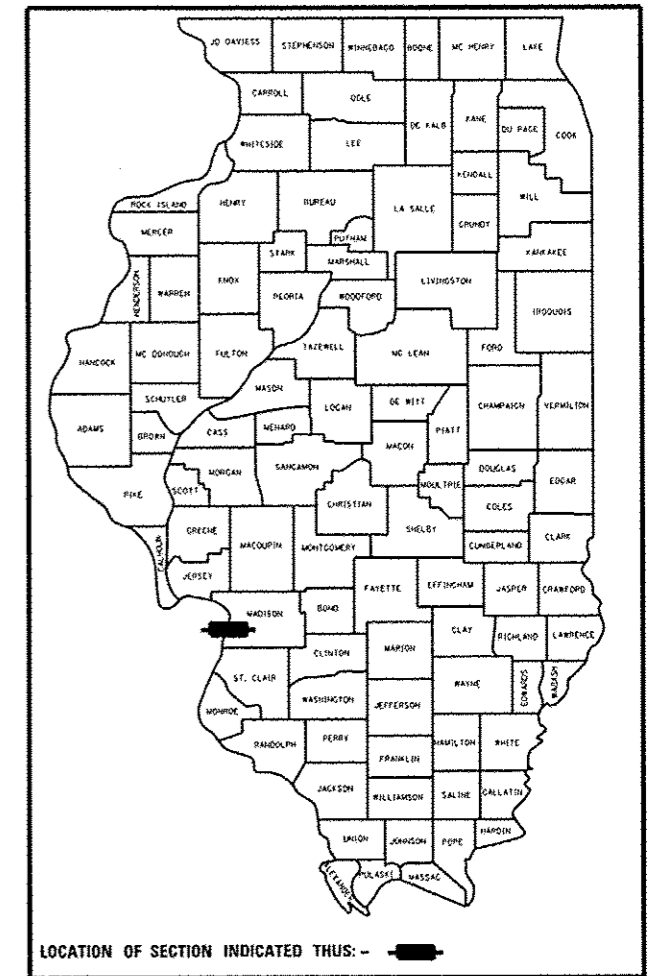 JO DAVIESS STEPHENSON WINNEBAGO BOONE MC HENRY LAKE
CARROLL OGLE DE KALB KANE DU PAGE COOK
WHITESIDE LEE
KENDALL WILL
ROCK ISLAND HENRY BUREAU LA SALLE GRUNDY
MERCER PUTNAM
STARK MARSHALL KANKAKEE
HENDERSON WARREN KNOX PEORIA WOODFORD LIVINGSTON IROQUOIS
HANCOCK MC DONOUGH FULTON TAZEWELL MC LEAN FORD
MASON
SCHUYLER LOGAN DE WITT CHAMPAIGN VERMILION
ADAMS BROWN CASS MENARD MACON PIATT
PIKE SCOTT MORGAN SANGAMON MOULTRIE DOUGLAS EDGAR
CHRISTIAN COLES
CALHOUN GREENE MACOUPIN MONTGOMERY SHELBY CUMBERLAND CLARK
JERSEY FAYETTE EFFINGHAM JASPER CRAWFORD
MADISON BOND
CLAY RICHLAND LAWRENCE
CLINTON MARION
ST. CLAIR WAYNE EDWARDS WABASH
MONROE WASHINGTON JEFFERSON
RANDOLPH PERRY HAMILTON WHITE
FRANKLIN
JACKSON WILLIAMSON SALINE GALLATIN
UNION JOHNSON POPE HARDIN
ALEXANDER PULASKI MASSAC
LOCATION OF SECTION INDICATED THUS: -